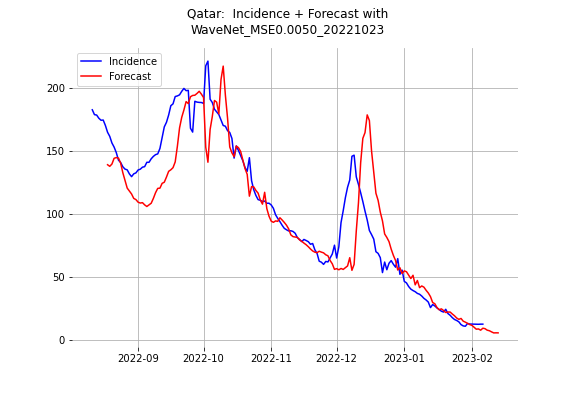 Qatar:  Incidence + Forecast with
WaveNet_MSE0.0050_20221023
Incidence
Forecast
200
150
100
50
0
2022-09
2022-10
2022-11
2022-12
2023-01
2023-02